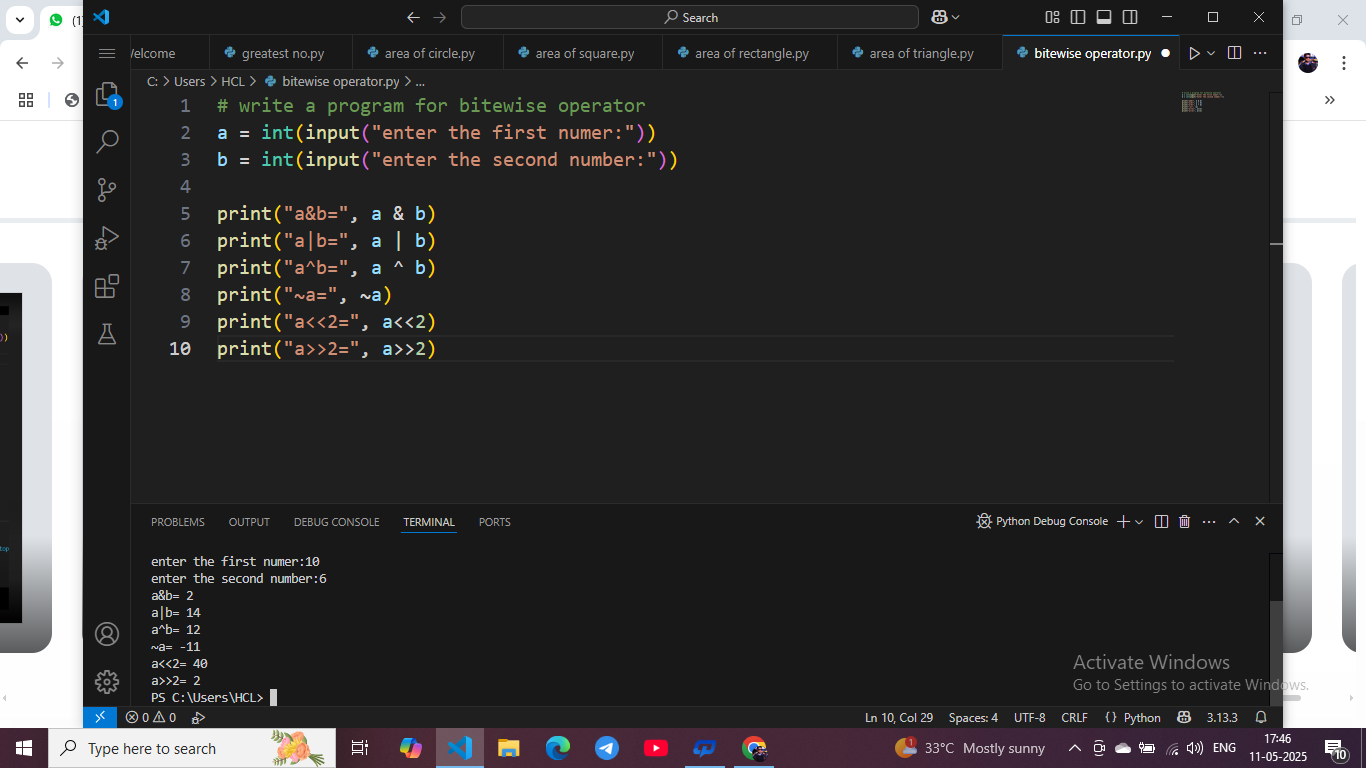 (1)
Search
Welcome
greatest no.py
area of circle.py
area of square.py
area of rectangle.py
area of triangle.py
bitewise operator.py
C: > Users > HCL > bitewise operator.py > ...
1 # write a program for bitewise operator
2 a = int(input("enter the first numer:"))
3 b = int(input("enter the second number:"))
4
5 print("a&b=", a & b)
6 print("a|b=", a | b)
7 print("a^b=", a ^ b)
8 print("~a=", ~a)
9 print("a<<2=", a<<2)
10 print("a>>2=", a>>2)
1
PROBLEMS OUTPUT DEBUG CONSOLE TERMINAL PORTS
Python Debug Console
enter the first numer:10
enter the second number:6
a&b= 2
a|b= 14
a^b= 12
~a= -11
a<<2= 40
a>>2= 2
PS C:\Users\HCL>
Activate Windows
Go to Settings to activate Windows.
0 0
Ln 10, Col 29 Spaces: 4 UTF-8 CRLF {} Python 3.13.3
Type here to search
1
33°C Mostly sunny
ENG
17:46
11-05-2025
10